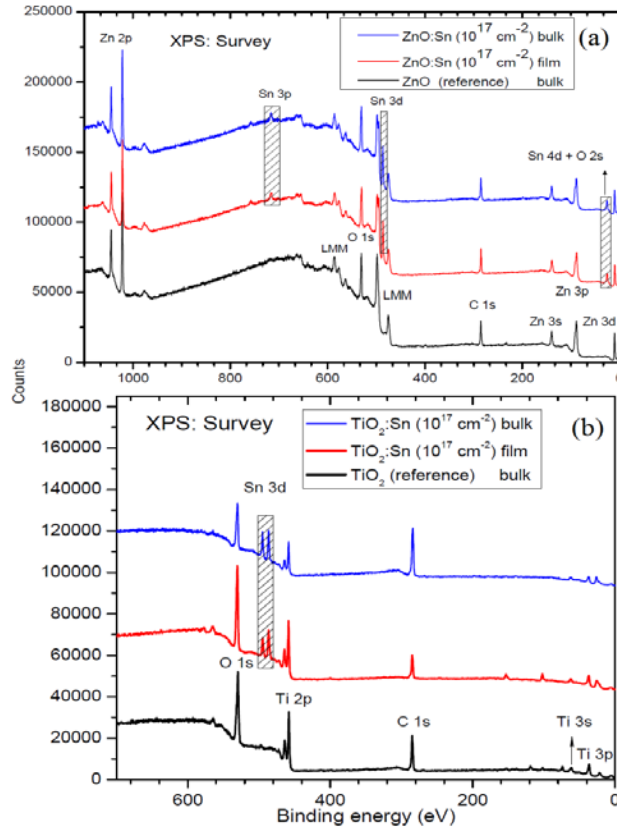 XPS: Survey
(a)
ZnO:Sn (10¹⁷ cm⁻²) bulk
ZnO:Sn (10¹⁷ cm⁻²) film
ZnO (reference) bulk
Zn 2p
Sn 3p
Sn 3d
Sn 4d + O 2s
LMM
O 1s
LMM
C 1s
Zn 3s
Zn 3p
Zn 3d
250000
200000
150000
100000
50000
0
1000
800
600
400
200
0
Counts
XPS: Survey
(b)
TiO₂:Sn (10¹⁷ cm⁻²) bulk
TiO₂:Sn (10¹⁷ cm⁻²) film
TiO₂ (reference) bulk
Sn 3d
O 1s
Ti 2p
C 1s
Ti 3s
Ti 3p
180000
160000
140000
120000
100000
80000
60000
40000
20000
0
600
400
200
0
Binding energy (eV)